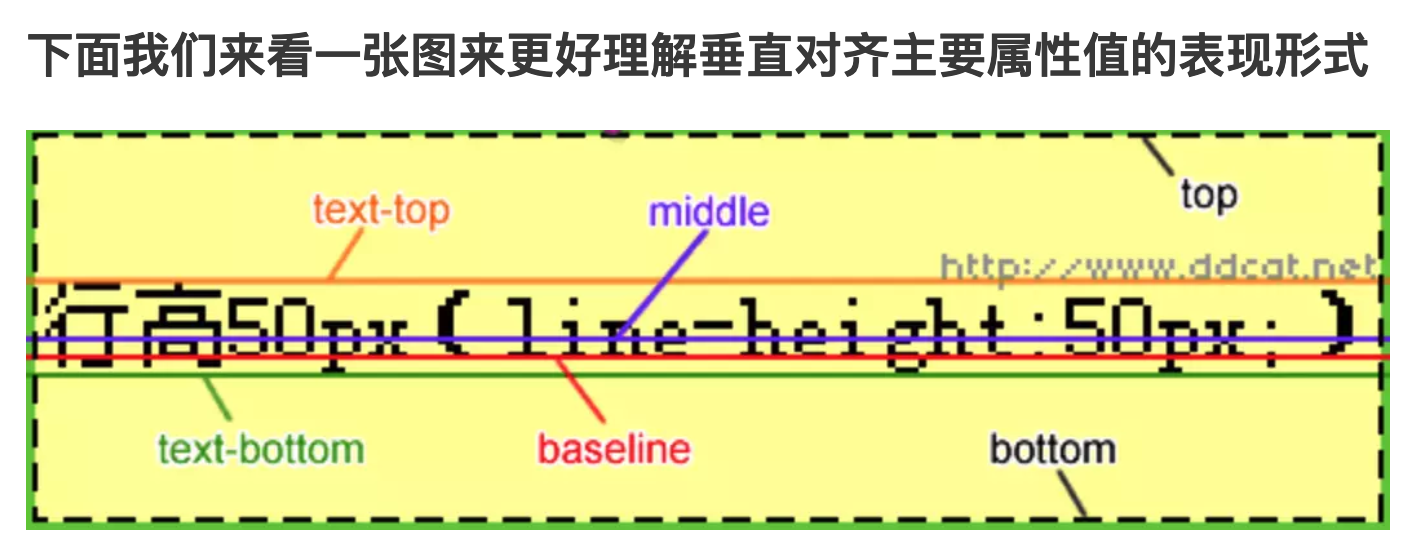 下面我们来看一张图来更好理解垂直对齐主要属性值的表现形式
top
text-top
middle
http://www.ddcat.net
行高50px(line-height:50px;)
text-bottom
baseline
bottom